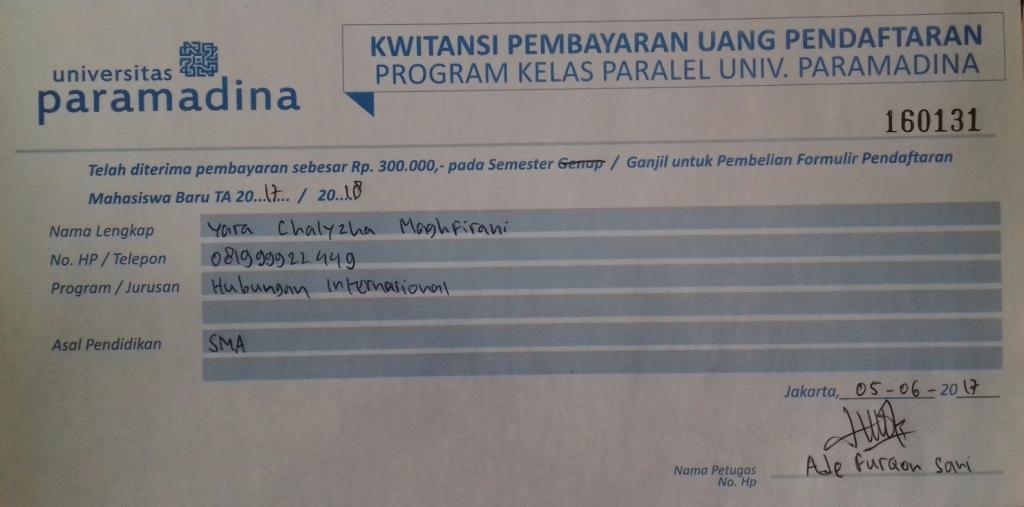 universitas
paramadina
KWITANSI PEMBAYARAN UANG PENDAFTARAN
PROGRAM KELAS PARALEL UNIV. PARAMADINA
160131
Telah diterima pembayaran sebesar Rp. 300.000,- pada Semester Genap / Ganjil untuk Pembelian Formulir Pendaftaran
Mahasiswa Baru TA 20...17... / 20...18
Nama Lengkap Yara Chalyzha Maghfirani
No. HP / Telepon 081999922449
Program / Jurusan Hubungan Internasional
Asal Pendidikan SMA
Jakarta, 05-06-2017
Nama Petugas Ade Furqon Sari
No. Hp